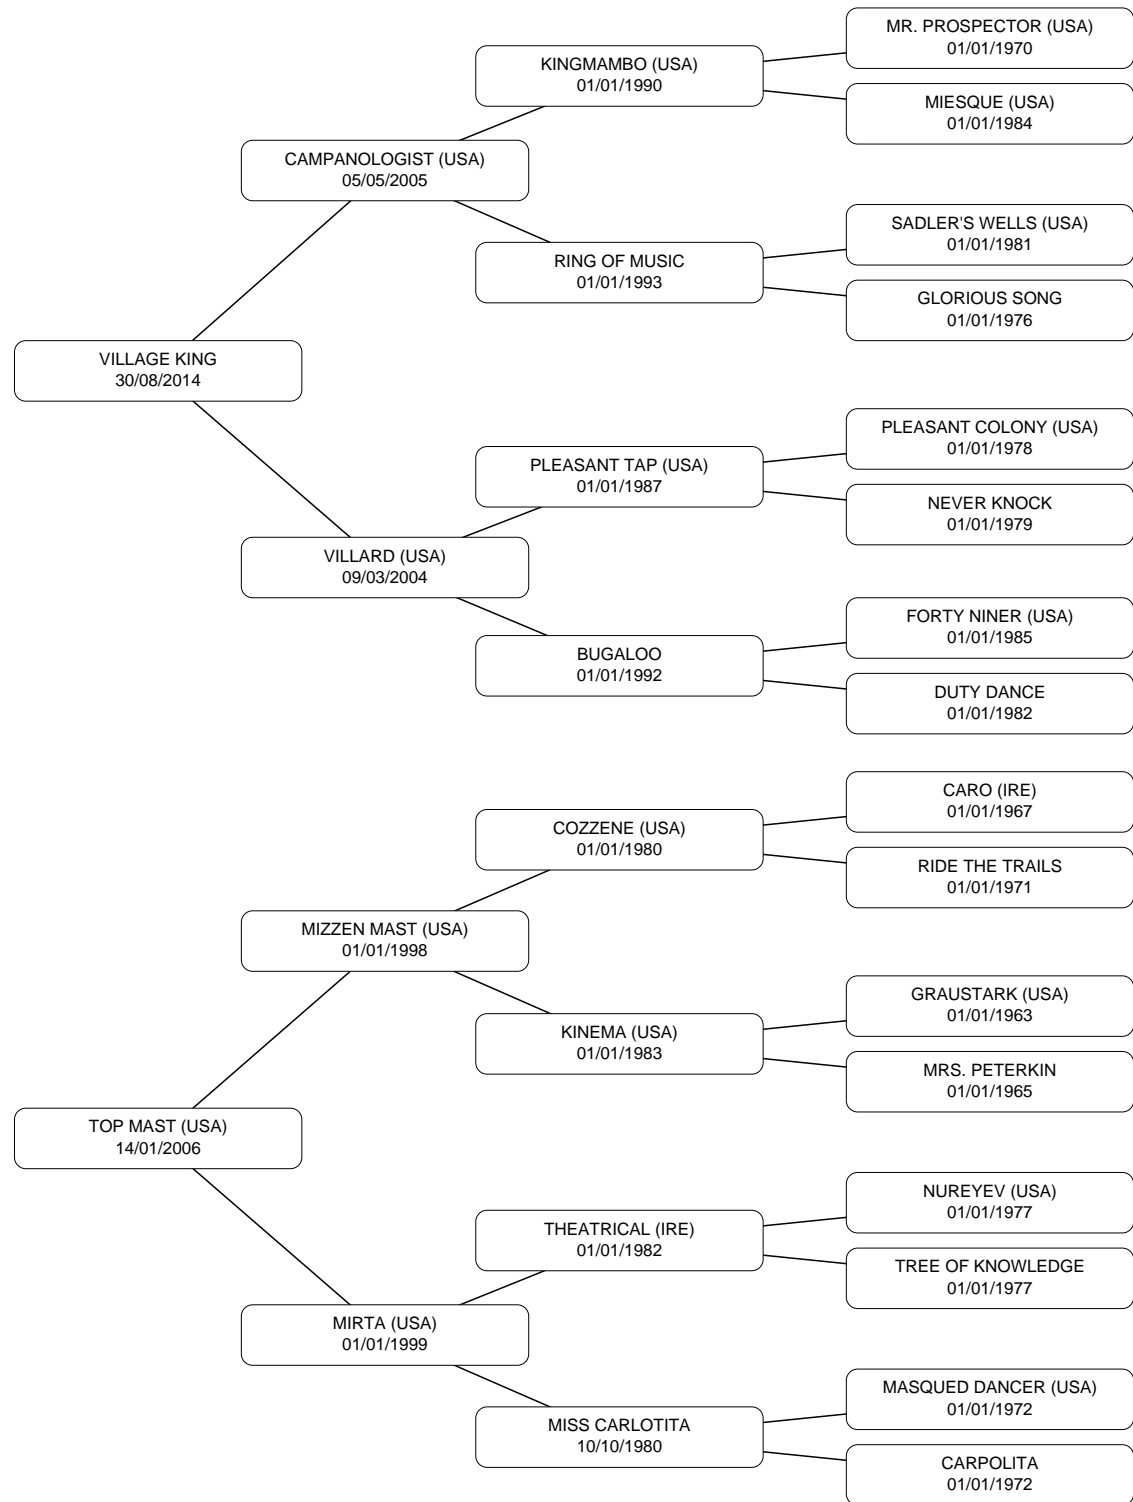 MR. PROSPECTOR (USA)
01/01/1970
KINGMAMBO (USA)
01/01/1990
MIESQUE (USA)
01/01/1984
CAMPANOLOGIST (USA)
05/05/2005
SADLER'S WELLS (USA)
01/01/1981
RING OF MUSIC
01/01/1993
GLORIOUS SONG
01/01/1976
VILLAGE KING
30/08/2014
PLEASANT COLONY (USA)
01/01/1978
PLEASANT TAP (USA)
01/01/1987
NEVER KNOCK
01/01/1979
VILLARD (USA)
09/03/2004
FORTY NINER (USA)
01/01/1985
BUGALOO
01/01/1992
DUTY DANCE
01/01/1982
CARO (IRE)
01/01/1967
COZZENE (USA)
01/01/1980
RIDE THE TRAILS
01/01/1971
MIZZEN MAST (USA)
01/01/1998
GRAUSTARK (USA)
01/01/1963
KINEMA (USA)
01/01/1983
MRS. PETERKIN
01/01/1965
TOP MAST (USA)
14/01/2006
NUREYEV (USA)
01/01/1977
THEATRICAL (IRE)
01/01/1982
TREE OF KNOWLEDGE
01/01/1977
MIRTA (USA)
01/01/1999
MASQUED DANCER (USA)
01/01/1972
MISS CARLOTITA
10/10/1980
CARPOLITA
01/01/1972